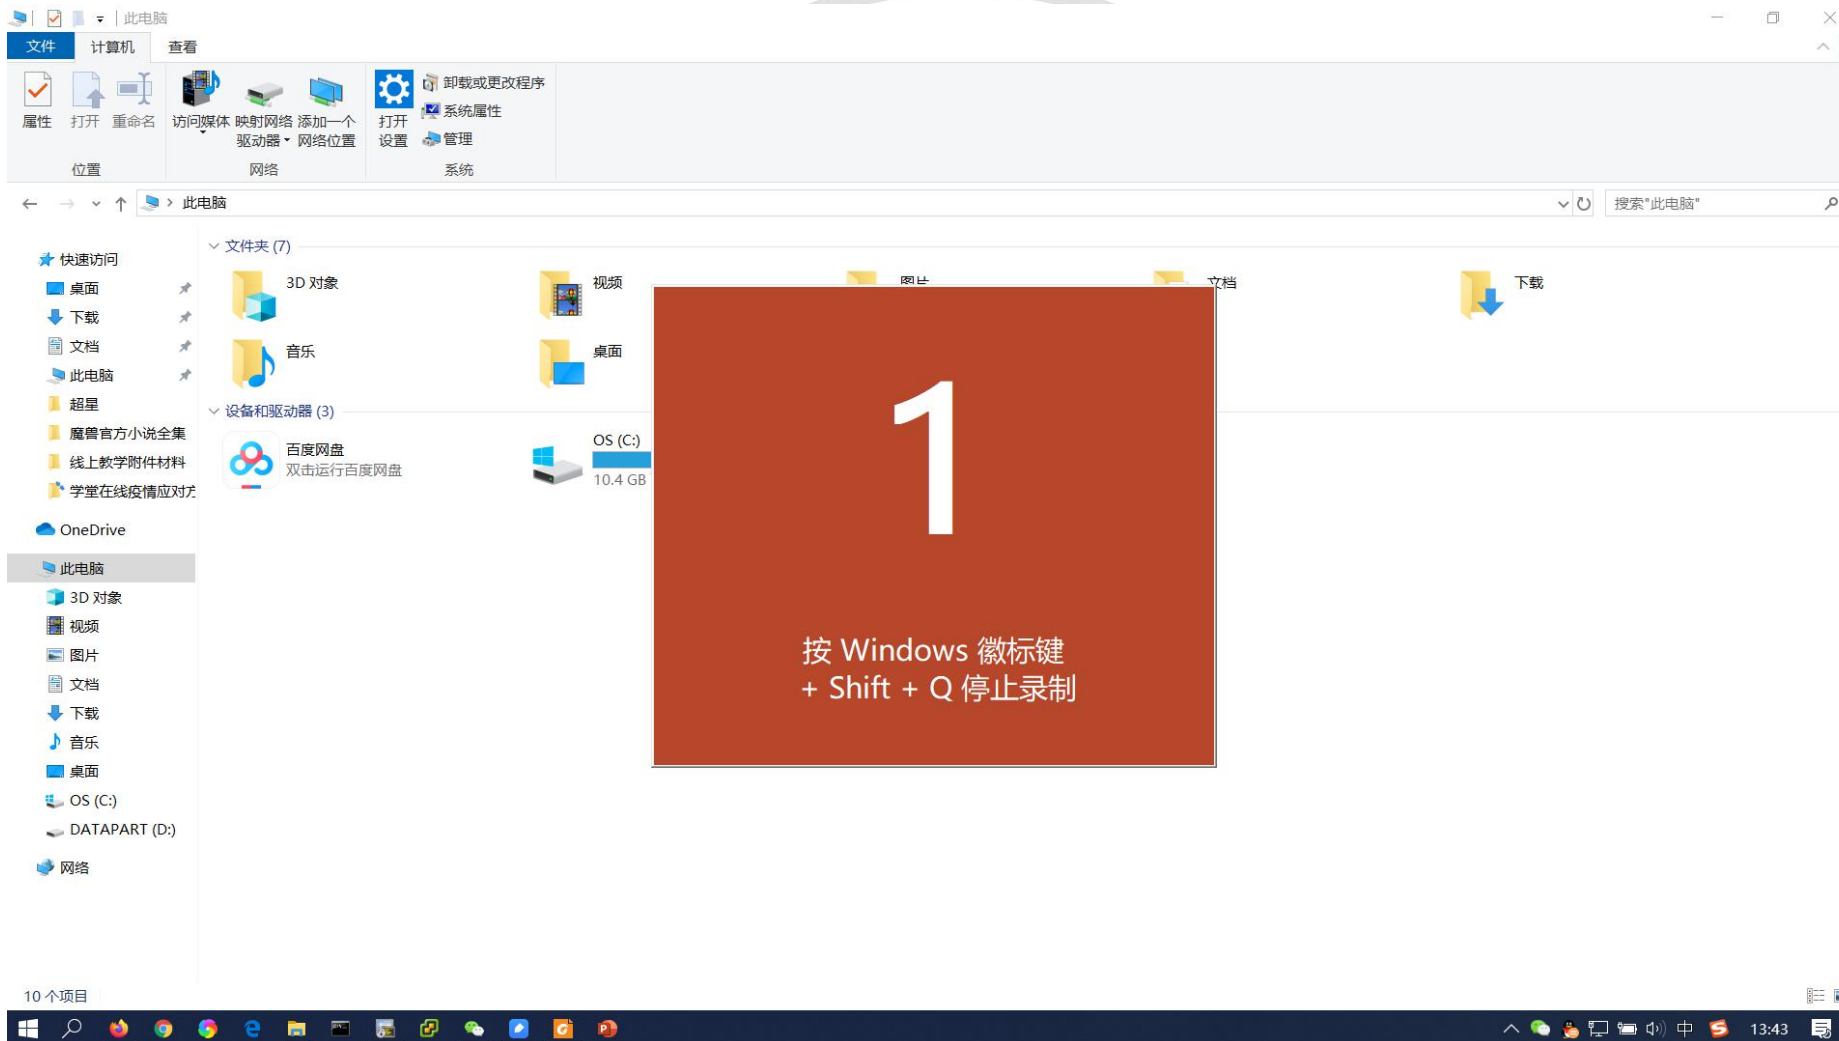 此电脑
文件
计算机
查看
属性
打开
重命名
访问媒体
映射网络
驱动器
添加一个
网络位置
打开
设置
卸载或更改程序
系统属性
管理
位置
网络
系统
此电脑
搜索"此电脑"
快速访问
桌面
下载
文档
此电脑
超星
魔兽官方小说全集
线上教学附件材料
学堂在线疫情应对方
OneDrive
此电脑
3D 对象
视频
图片
文档
下载
音乐
桌面
OS (C:)
DATAPART (D:)
网络
文件夹 (7)
3D 对象
视频
图片
文档
下载
音乐
桌面
设备和驱动器 (3)
百度网盘
双击运行百度网盘
OS (C:)
10.4 GB
1
按 Windows 徽标键
+ Shift + Q 停止录制
10 个项目
中
13:43